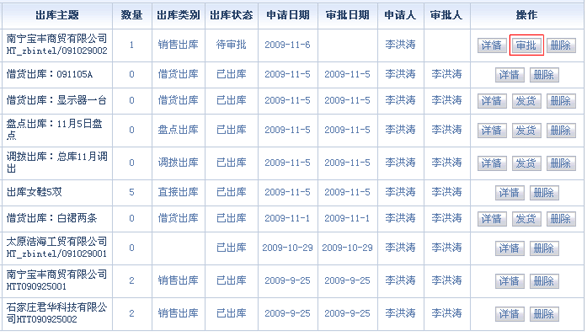 出库主题 数量 出库类别 出库状态 申请日期 审批日期 申请人 审批人 操作
南宁宝丰商贸有限公司 1 销售出库 待审批 2009-11-6 李洪涛 详情 审批 删除
HT_zbintel/091029002
借货出库：091105A 0 借货出库 已出库 2009-11-5 2009-11-5 李洪涛 李洪涛 详情 删除
借货出库：显示器一台 0 借货出库 已出库 2009-11-5 2009-11-5 李洪涛 李洪涛 详情 发货 删除
盘点出库：11月5日盘 0 盘点出库 已出库 2009-11-5 2009-11-5 李洪涛 李洪涛 详情 发货 删除
点
调拨出库：总库11月调 0 调拨出库 已出库 2009-11-5 2009-11-5 李洪涛 李洪涛 详情 发货 删除
出
出库女鞋5双 5 直接出库 已出库 2009-11-5 2009-11-5 李洪涛 李洪涛 详情 删除
借货出库：白裙两条 0 借货出库 已出库 2009-11-1 2009-11-1 李洪涛 李洪涛 详情 发货 删除
太原浩海工贸有限公司 0 已出库 2009-10-29 2009-10-29 李洪涛 李洪涛 详情 删除
HT_zbintel/091029001
南宁宝丰商贸有限公司 2 销售出库 已出库 2009-9-25 2009-9-25 李洪涛 李洪涛 详情 删除
HTT090925001
石家庄君华科技有限公 2 销售出库 已出库 2009-9-25 2009-9-25 李洪涛 李洪涛 详情 删除
司HTT090925002